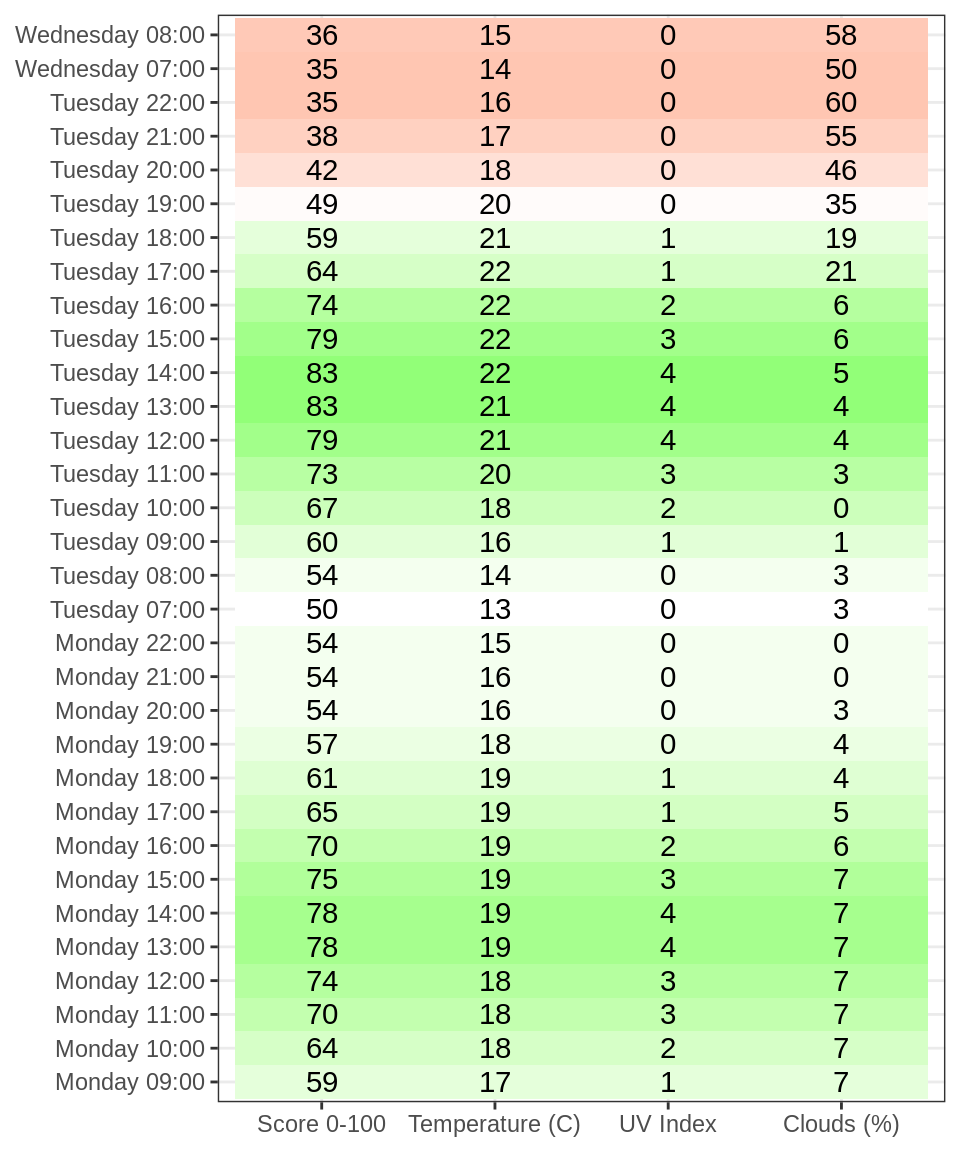 Wednesday 08:00 36 15 0 58
Wednesday 07:00 35 14 0 50
Tuesday 22:00 35 16 0 60
Tuesday 21:00 38 17 0 55
Tuesday 20:00 42 18 0 46
Tuesday 19:00 49 20 0 35
Tuesday 18:00 59 21 1 19
Tuesday 17:00 64 22 1 21
Tuesday 16:00 74 22 2 6
Tuesday 15:00 79 22 3 6
Tuesday 14:00 83 22 4 5
Tuesday 13:00 83 21 4 4
Tuesday 12:00 79 21 4 4
Tuesday 11:00 73 20 3 3
Tuesday 10:00 67 18 2 0
Tuesday 09:00 60 16 1 1
Tuesday 08:00 54 14 0 3
Tuesday 07:00 50 13 0 3
Monday 22:00 54 15 0 0
Monday 21:00 54 16 0 0
Monday 20:00 54 16 0 3
Monday 19:00 57 18 0 4
Monday 18:00 61 19 1 4
Monday 17:00 65 19 1 5
Monday 16:00 70 19 2 6
Monday 15:00 75 19 3 7
Monday 14:00 78 19 4 7
Monday 13:00 78 19 4 7
Monday 12:00 74 18 3 7
Monday 11:00 70 18 3 7
Monday 10:00 64 18 2 7
Monday 09:00 59 17 1 7
Score 0-100 Temperature (C) UV Index Clouds (%)